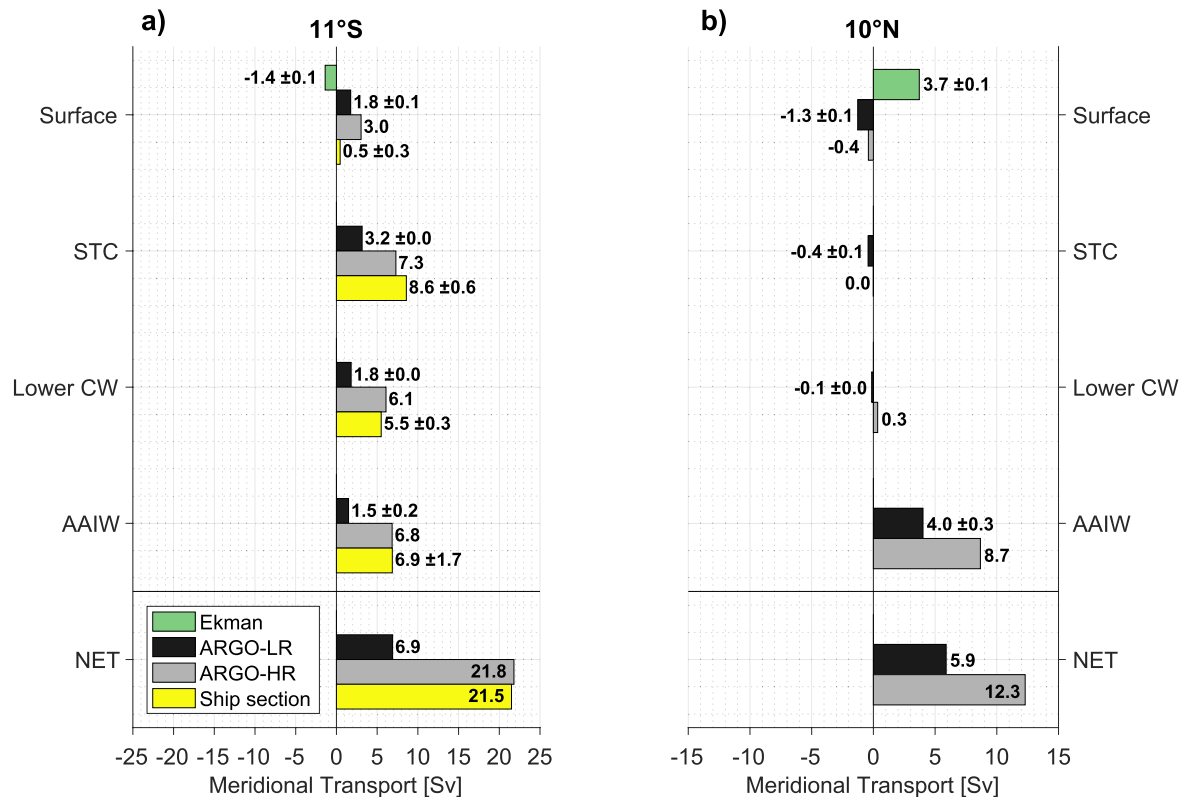 a)
11°S
Surface
STC
Lower CW
AAIW
NET
-1.4 ±0.1
1.8 ±0.1
3.0
0.5 ±0.3
3.2 ±0.0
7.3
8.6 ±0.6
1.8 ±0.0
6.1
5.5 ±0.3
1.5 ±0.2
6.8
6.9 ±1.7
6.9
21.8
21.5
Ekman
ARGO-LR
ARGO-HR
Ship section
-25 -20 -15 -10 -5 0 5 10 15 20 25
Meridional Transport [Sv]
b)
10°N
3.7 ±0.1
-1.3 ±0.1
-0.4
-0.4 ±0.1
0.0
-0.1 ±0.0
0.3
4.0 ±0.3
8.7
5.9
12.3
Surface
STC
Lower CW
AAIW
NET
-15 -10 -5 0 5 10 15
Meridional Transport [Sv]